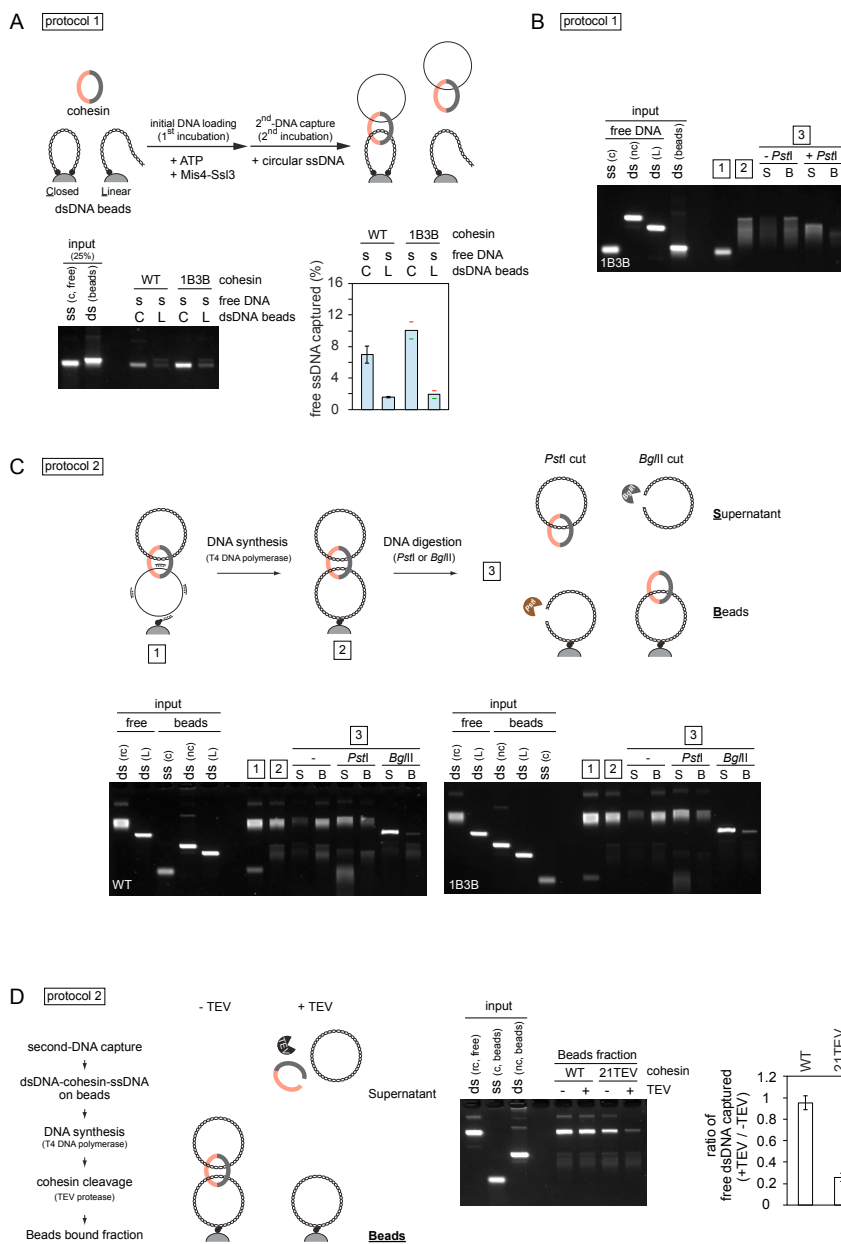 A
protocol 1
cohesin
Closed
Linear
dsDNA beads
initial DNA loading
(1st incubation)
+ ATP
+ Mis4-Ssl3
2nd-DNA capture
(2nd incubation)
+ circular ssDNA
input
(25%)
ss (c, free)
ds (beads)
WT 1B3B cohesin
s s s s free DNA
C L C L dsDNA beads
WT 1B3B cohesin
s s s s free DNA
C L C L dsDNA beads
free ssDNA captured (%)
16
12
8
4
0
B
protocol 1
input
free DNA
ss (c)
ds (nc)
ds (L)
ds (beads)
1 2
3
- PstI + PstI
S B S B
1B3B
C
protocol 2
DNA synthesis
(T4 DNA polymerase)
DNA digestion
(PstI or BglII)
1
2
3
PstI cut
BglII cut
BglII
Supernatant
PstI
Beads
input
free beads
ds (rc)
ds (L)
ss (c)
ds (nc)
ds (L)
1 2
3
- PstI BglII
S B S B S B
WT
input
free beads
ds (rc)
ds (L)
ds (nc)
ds (L)
ss (c)
1 2
3
- PstI BglII
S B S B S B
1B3B
D
protocol 2
second-DNA capture
dsDNA-cohesin-ssDNA
on beads
DNA synthesis
(T4 DNA polymerase)
cohesin cleavage
(TEV protease)
Beads bound fraction
- TEV
+ TEV
TEV
Supernatant
Beads
input
ds (rc, free)
ss (c, beads)
ds (nc, beads)
Beads fraction
WT 21TEV cohesin
- + - + TEV
WT
21TEV
ratio of
free dsDNA captured
(+TEV / -TEV)
1.2
1
0.8
0.6
0.4
0.2
0